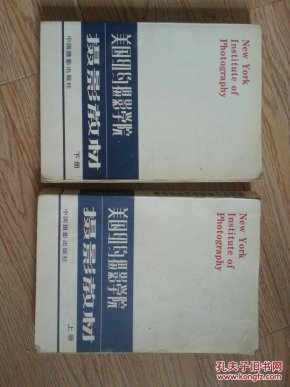 New York
Institute of
Photography
美国纽约摄影学院
摄影教材
下册
中国摄影出版社
New York
Institute of
Photography
美国纽约摄影学院
摄影教材
上册
中国摄影出版社
孔夫子旧书网